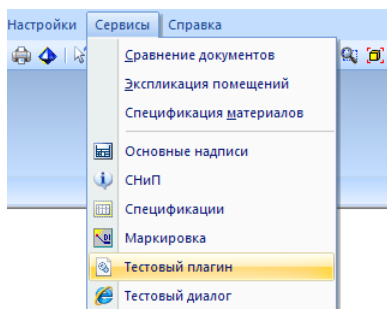 Настройки Сервисы Справка
Сравнение документов
Экспликация помещений
Спецификация материалов
Основные надписи
СНиП
Спецификации
Маркировка
Тестовый плагин
Тестовый диалог